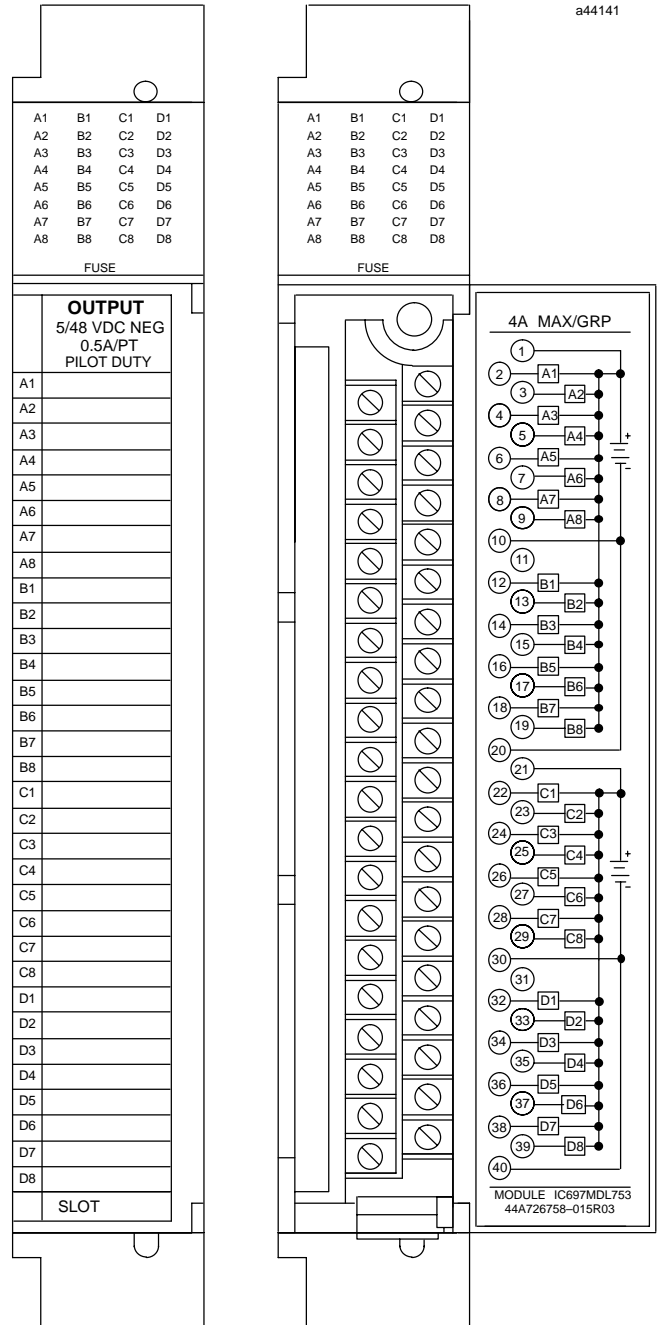 a44141
A1 B1 C1 D1
A2 B2 C2 D2
A3 B3 C3 D3
A4 B4 C4 D4
A5 B5 C5 D5
A6 B6 C6 D6
A7 B7 C7 D7
A8 B8 C8 D8
FUSE
OUTPUT
5/48 VDC NEG
0.5A/PT
PILOT DUTY
A1
A2
A3
A4
A5
A6
A7
A8
B1
B2
B3
B4
B5
B6
B7
B8
C1
C2
C3
C4
C5
C6
C7
C8
D1
D2
D3
D4
D5
D6
D7
D8
SLOT
A1 B1 C1 D1
A2 B2 C2 D2
A3 B3 C3 D3
A4 B4 C4 D4
A5 B5 C5 D5
A6 B6 C6 D6
A7 B7 C7 D7
A8 B8 C8 D8
FUSE
4A MAX/GRP
1
2 A1
3 A2
4 A3
5 A4 +
6 A5
7 A6 -
8 A7
9 A8
10
11
12 B1
13 B2
14 B3
15 B4
16 B5
17 B6
18 B7
19 B8
20
21
22 C1
23 C2
24 C3
25 C4 +
26 C5
27 C6 -
28 C7
29 C8
30
31
32 D1
33 D2
34 D3
35 D4
36 D5
37 D6
38 D7
39 D8
40
MODULE IC697MDL753
44A726758–015R03